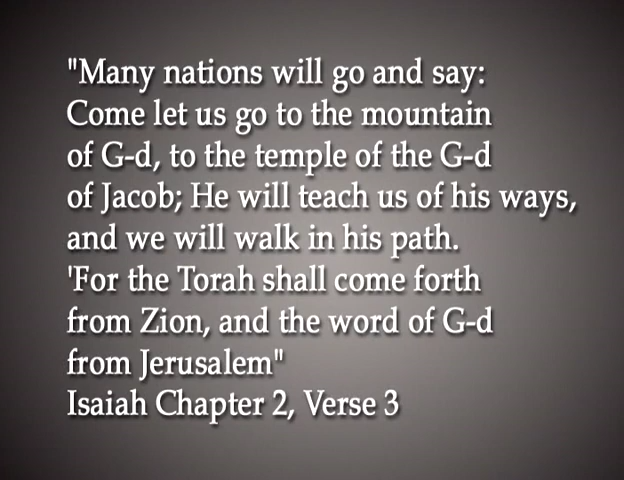 "Many nations will go and say:
Come let us go to the mountain
of G-d, to the temple of the G-d
of Jacob; He will teach us of his ways,
and we will walk in his path.
'For the Torah shall come forth
from Zion, and the word of G-d
from Jerusalem"
Isaiah Chapter 2, Verse 3